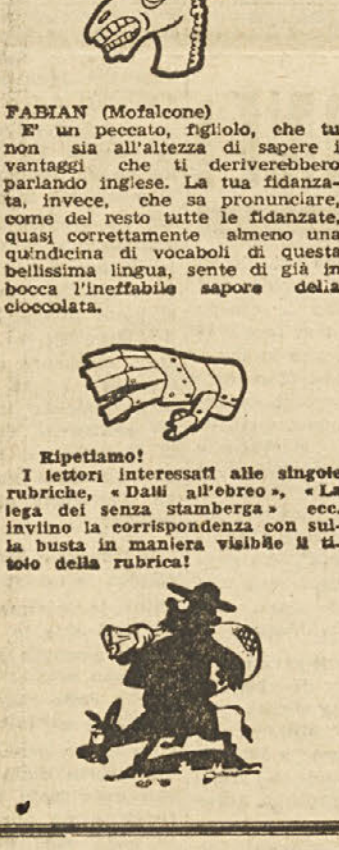 FABIAN (Mofalcone)
E' un peccato, figliolo, che tu
non sia all'altezza di sapere i
vantaggi che ti deriverebbero
parlando inglese. La tua fidanza-
ta, invece, che sa pronunciare,
come del resto tutte le fidanzate,
quasi correttamente almeno una
quindicina di vocaboli di questa
bellissima lingua, sente di già in
bocca l'ineffabile sapore della
cioccolata.
Ripetiamo!
I lettori interessati alle singole
rubriche, « Dalli all'ebreo », « La
lega dei senza stamberga » ecc.
inviino la corrispondenza con sul-
la busta in maniera visibile il ti-
tolo della rubrica!